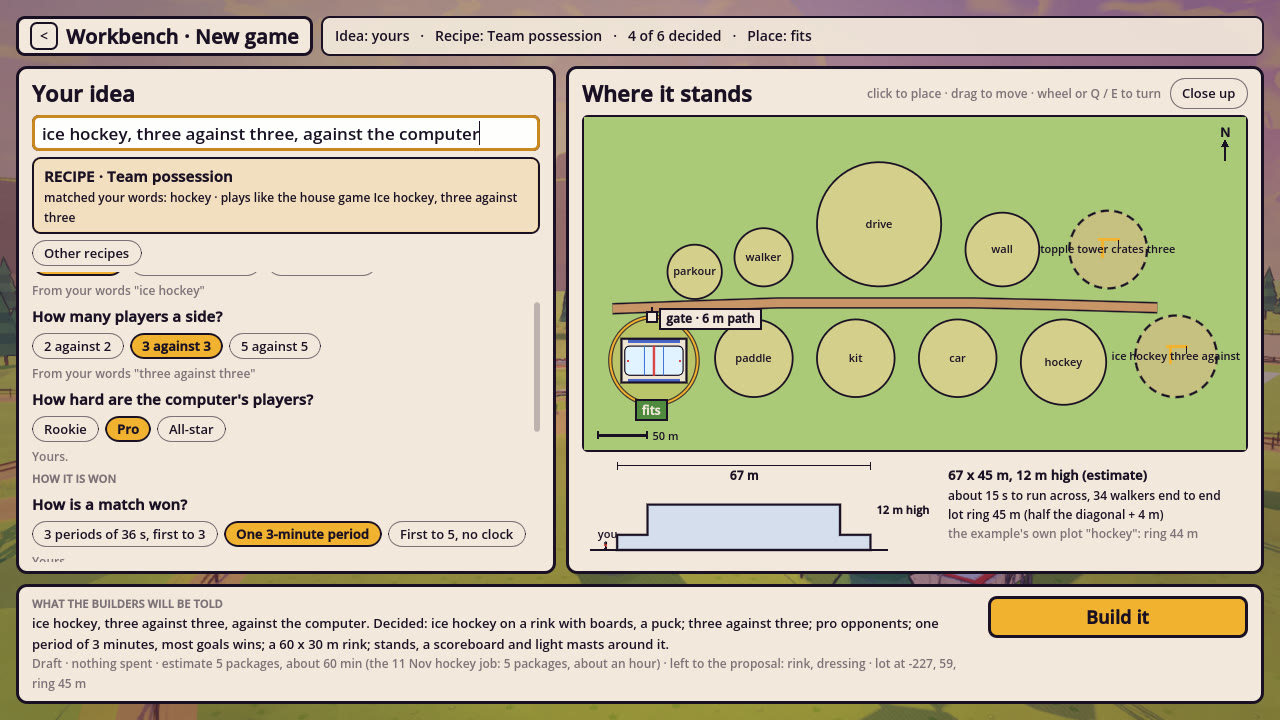 < Workbench · New game
Idea: yours · Recipe: Team possession · 4 of 6 decided · Place: fits
Your idea
ice hockey, three against three, against the computer
RECIPE · Team possession
matched your words: hockey · plays like the house game Ice hockey, three against
three
Other recipes
From your words "ice hockey"
How many players a side?
2 against 2
3 against 3
5 against 5
From your words "three against three"
How hard are the computer's players?
Rookie
Pro
All-star
Yours.
HOW IT IS WON
How is a match won?
3 periods of 36 s, first to 3
One 3-minute period
First to 5, no clock
Yours.
Where it stands
click to place · drag to move · wheel or Q / E to turn
Close up
N
drive
wall
topple tower crates three
walker
parkour
gate · 6 m path
paddle
kit
car
hockey
ice hockey three against
fits
50 m
67 m
12 m high
you
67 x 45 m, 12 m high (estimate)
about 15 s to run across, 34 walkers end to end
lot ring 45 m (half the diagonal + 4 m)
the example's own plot "hockey": ring 44 m
WHAT THE BUILDERS WILL BE TOLD
ice hockey, three against three, against the computer. Decided: ice hockey on a rink with boards, a puck; three against three; pro opponents; one
period of 3 minutes, most goals wins; a 60 x 30 m rink; stands, a scoreboard and light masts around it.
Draft · nothing spent · estimate 5 packages, about 60 min (the 11 Nov hockey job: 5 packages, about an hour) · left to the proposal: rink, dressing · lot at -227, 59,
ring 45 m
Build it